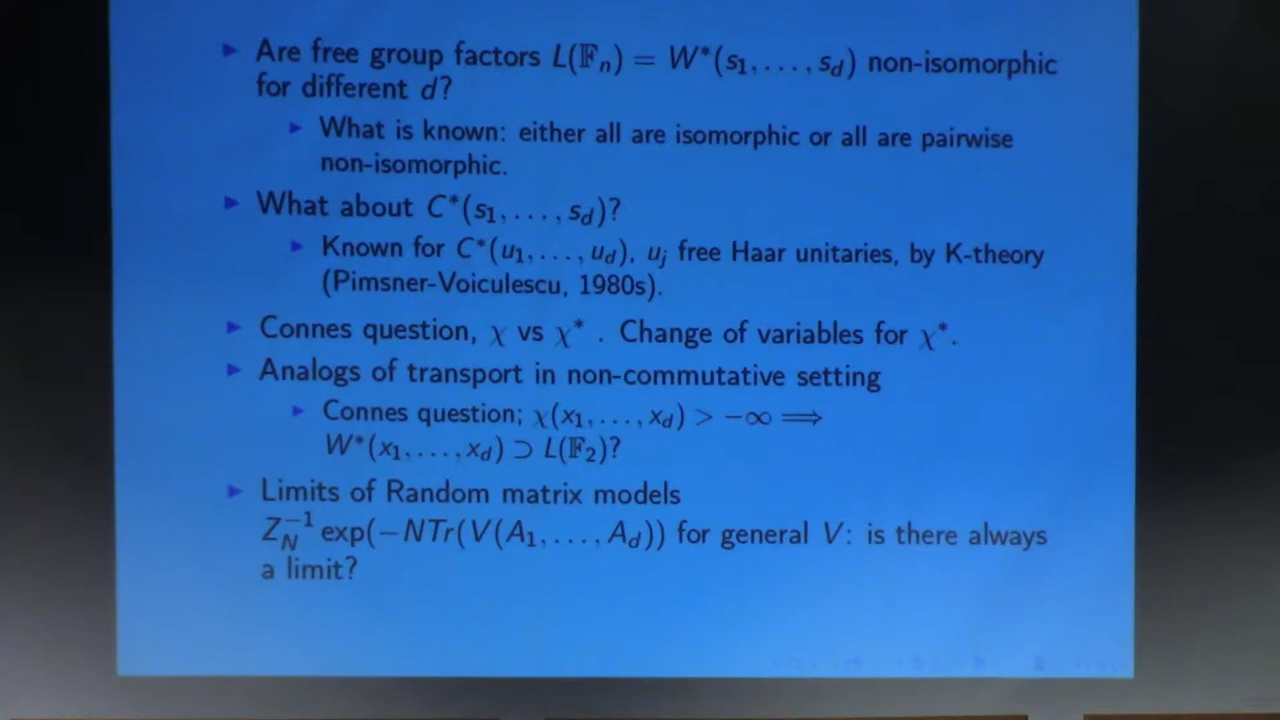 Are free group factors L(𝔽ₙ) = W*(s₁, . . . , s_d) non-isomorphic
for different d?
What is known: either all are isomorphic or all are pairwise
non-isomorphic.
What about C*(s₁, . . . , s_d)?
Known for C*(u₁, . . . , u_d), u_j free Haar unitaries, by K-theory
(Pimsner-Voiculescu, 1980s).
Connes question, χ vs χ* . Change of variables for χ*.
Analogs of transport in non-commutative setting
Connes question; χ(x₁, . . . , x_d) > −∞ ⟹
W*(x₁, . . . , x_d) ⊃ L(𝔽₂)?
Limits of Random matrix models
Z_N^{−1} exp(−NTr(V(A₁, . . . , A_d)) for general V: is there always
a limit?